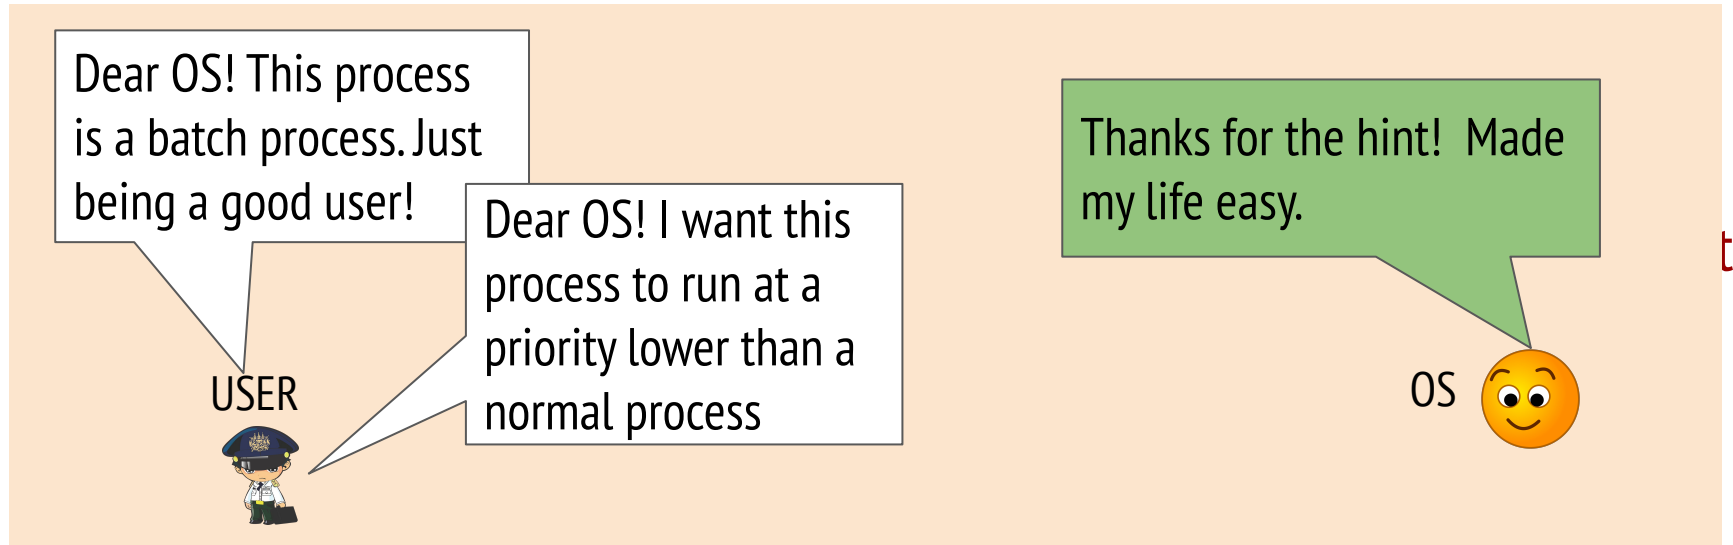 Dear OS! This process
is a batch process. Just
being a good user!
Dear OS! I want this
process to run at a
priority lower than a
normal process
USER
Thanks for the hint!  Made
my life easy.
OS
t